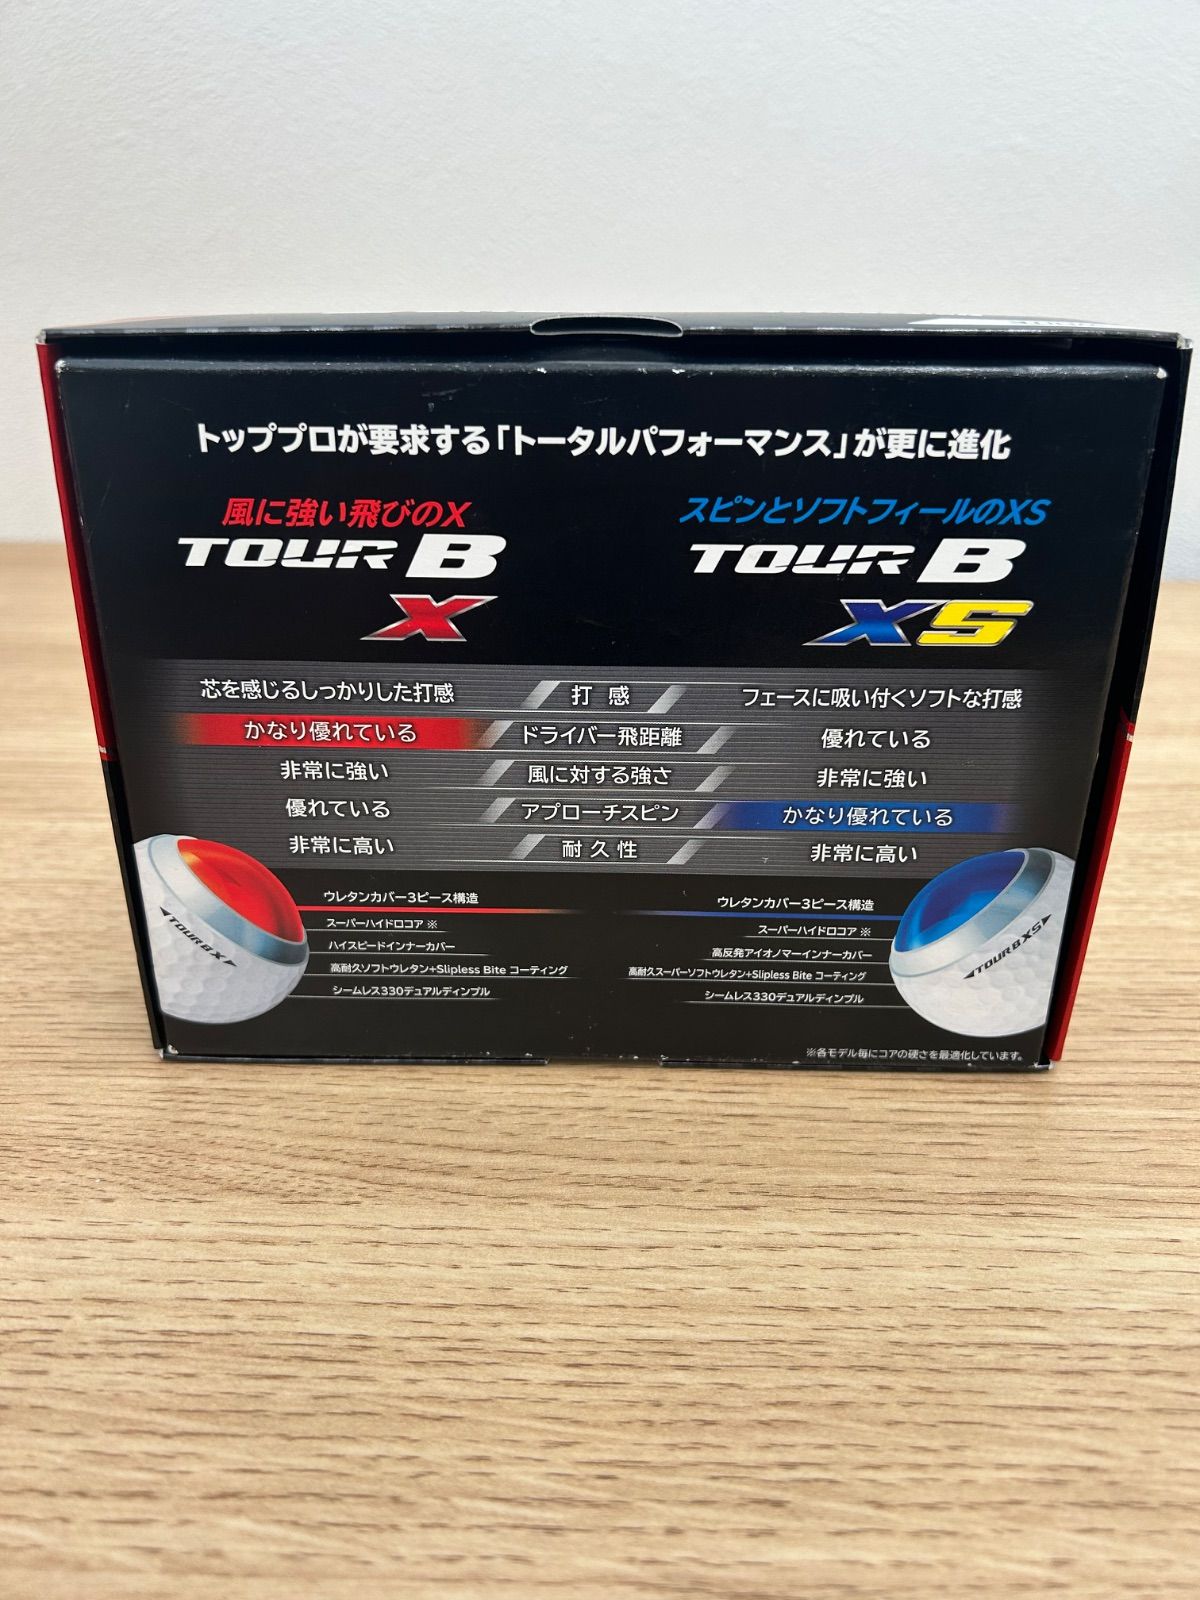 トッププロが要求する「トータルパフォーマンス」が更に進化
風に強い飛びのX
TOUR B
X
スピンとソフトフィールのXS
TOUR B
XS
芯を感じるしっかりした打感 打感 フェースに吸い付くソフトな打感
かなり優れている ドライバー飛距離 優れている
非常に強い 風に対する強さ 非常に強い
優れている アプローチスピン かなり優れている
非常に高い 耐久性 非常に高い
TOUR B X
ウレタンカバー3ピース構造
スーパーハイドロコア ※
ハイスピードインナーカバー
高耐久ソフトウレタン+Slipless Bite コーティング
シームレス330デュアルディンプル
ウレタンカバー3ピース構造
スーパーハイドロコア ※
高反発アイオノマーインナーカバー
高耐久スーパーソフトウレタン+Slipless Bite コーティング
シームレス330デュアルディンプル
TOUR B XS
※各モデル毎にコアの硬さを最適化しています。